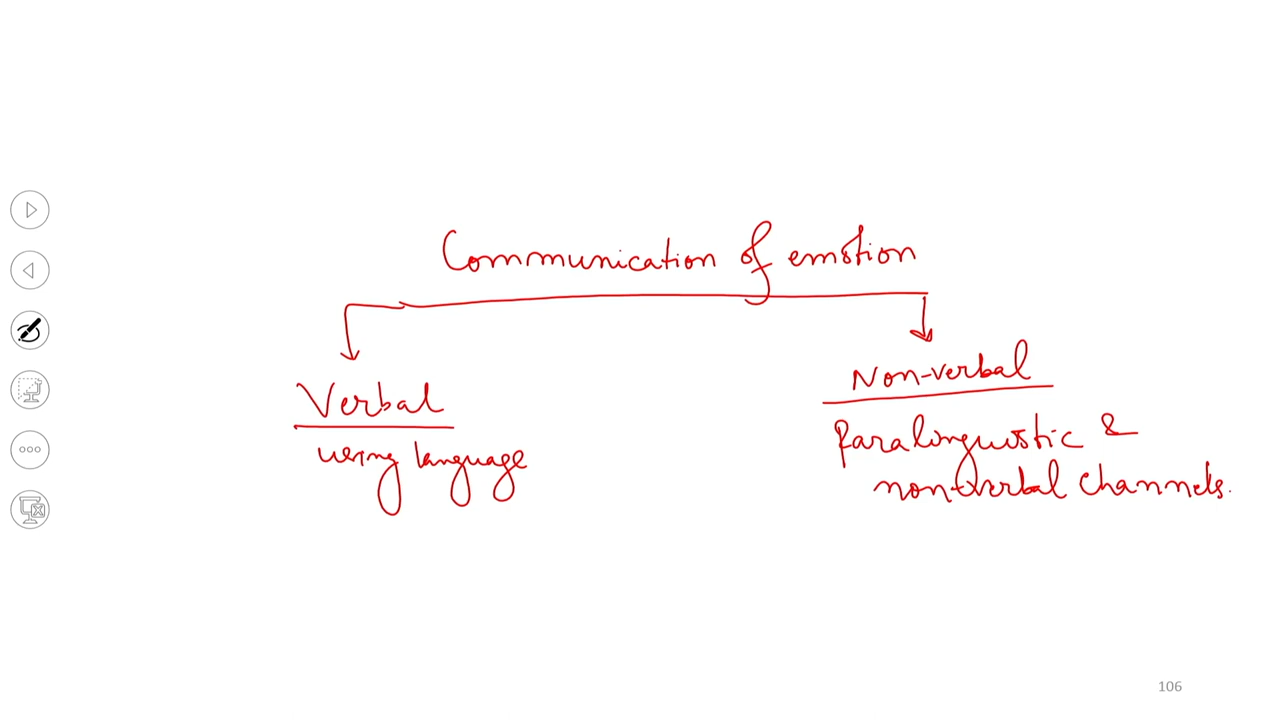 Communication of emotion
Verbal
using language
Non-verbal
Paralinguistic &
non-verbal channels.
106